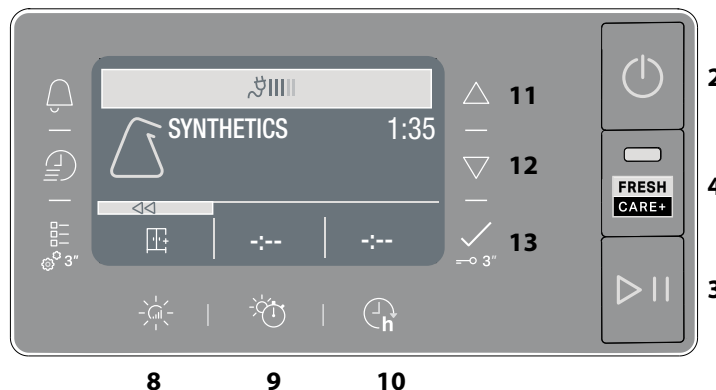 2
SYNTHETICS 1:35
11
12
FRESH
CARE+
4
-:-- -:--
13
3"
3"
3
h
8 9 10